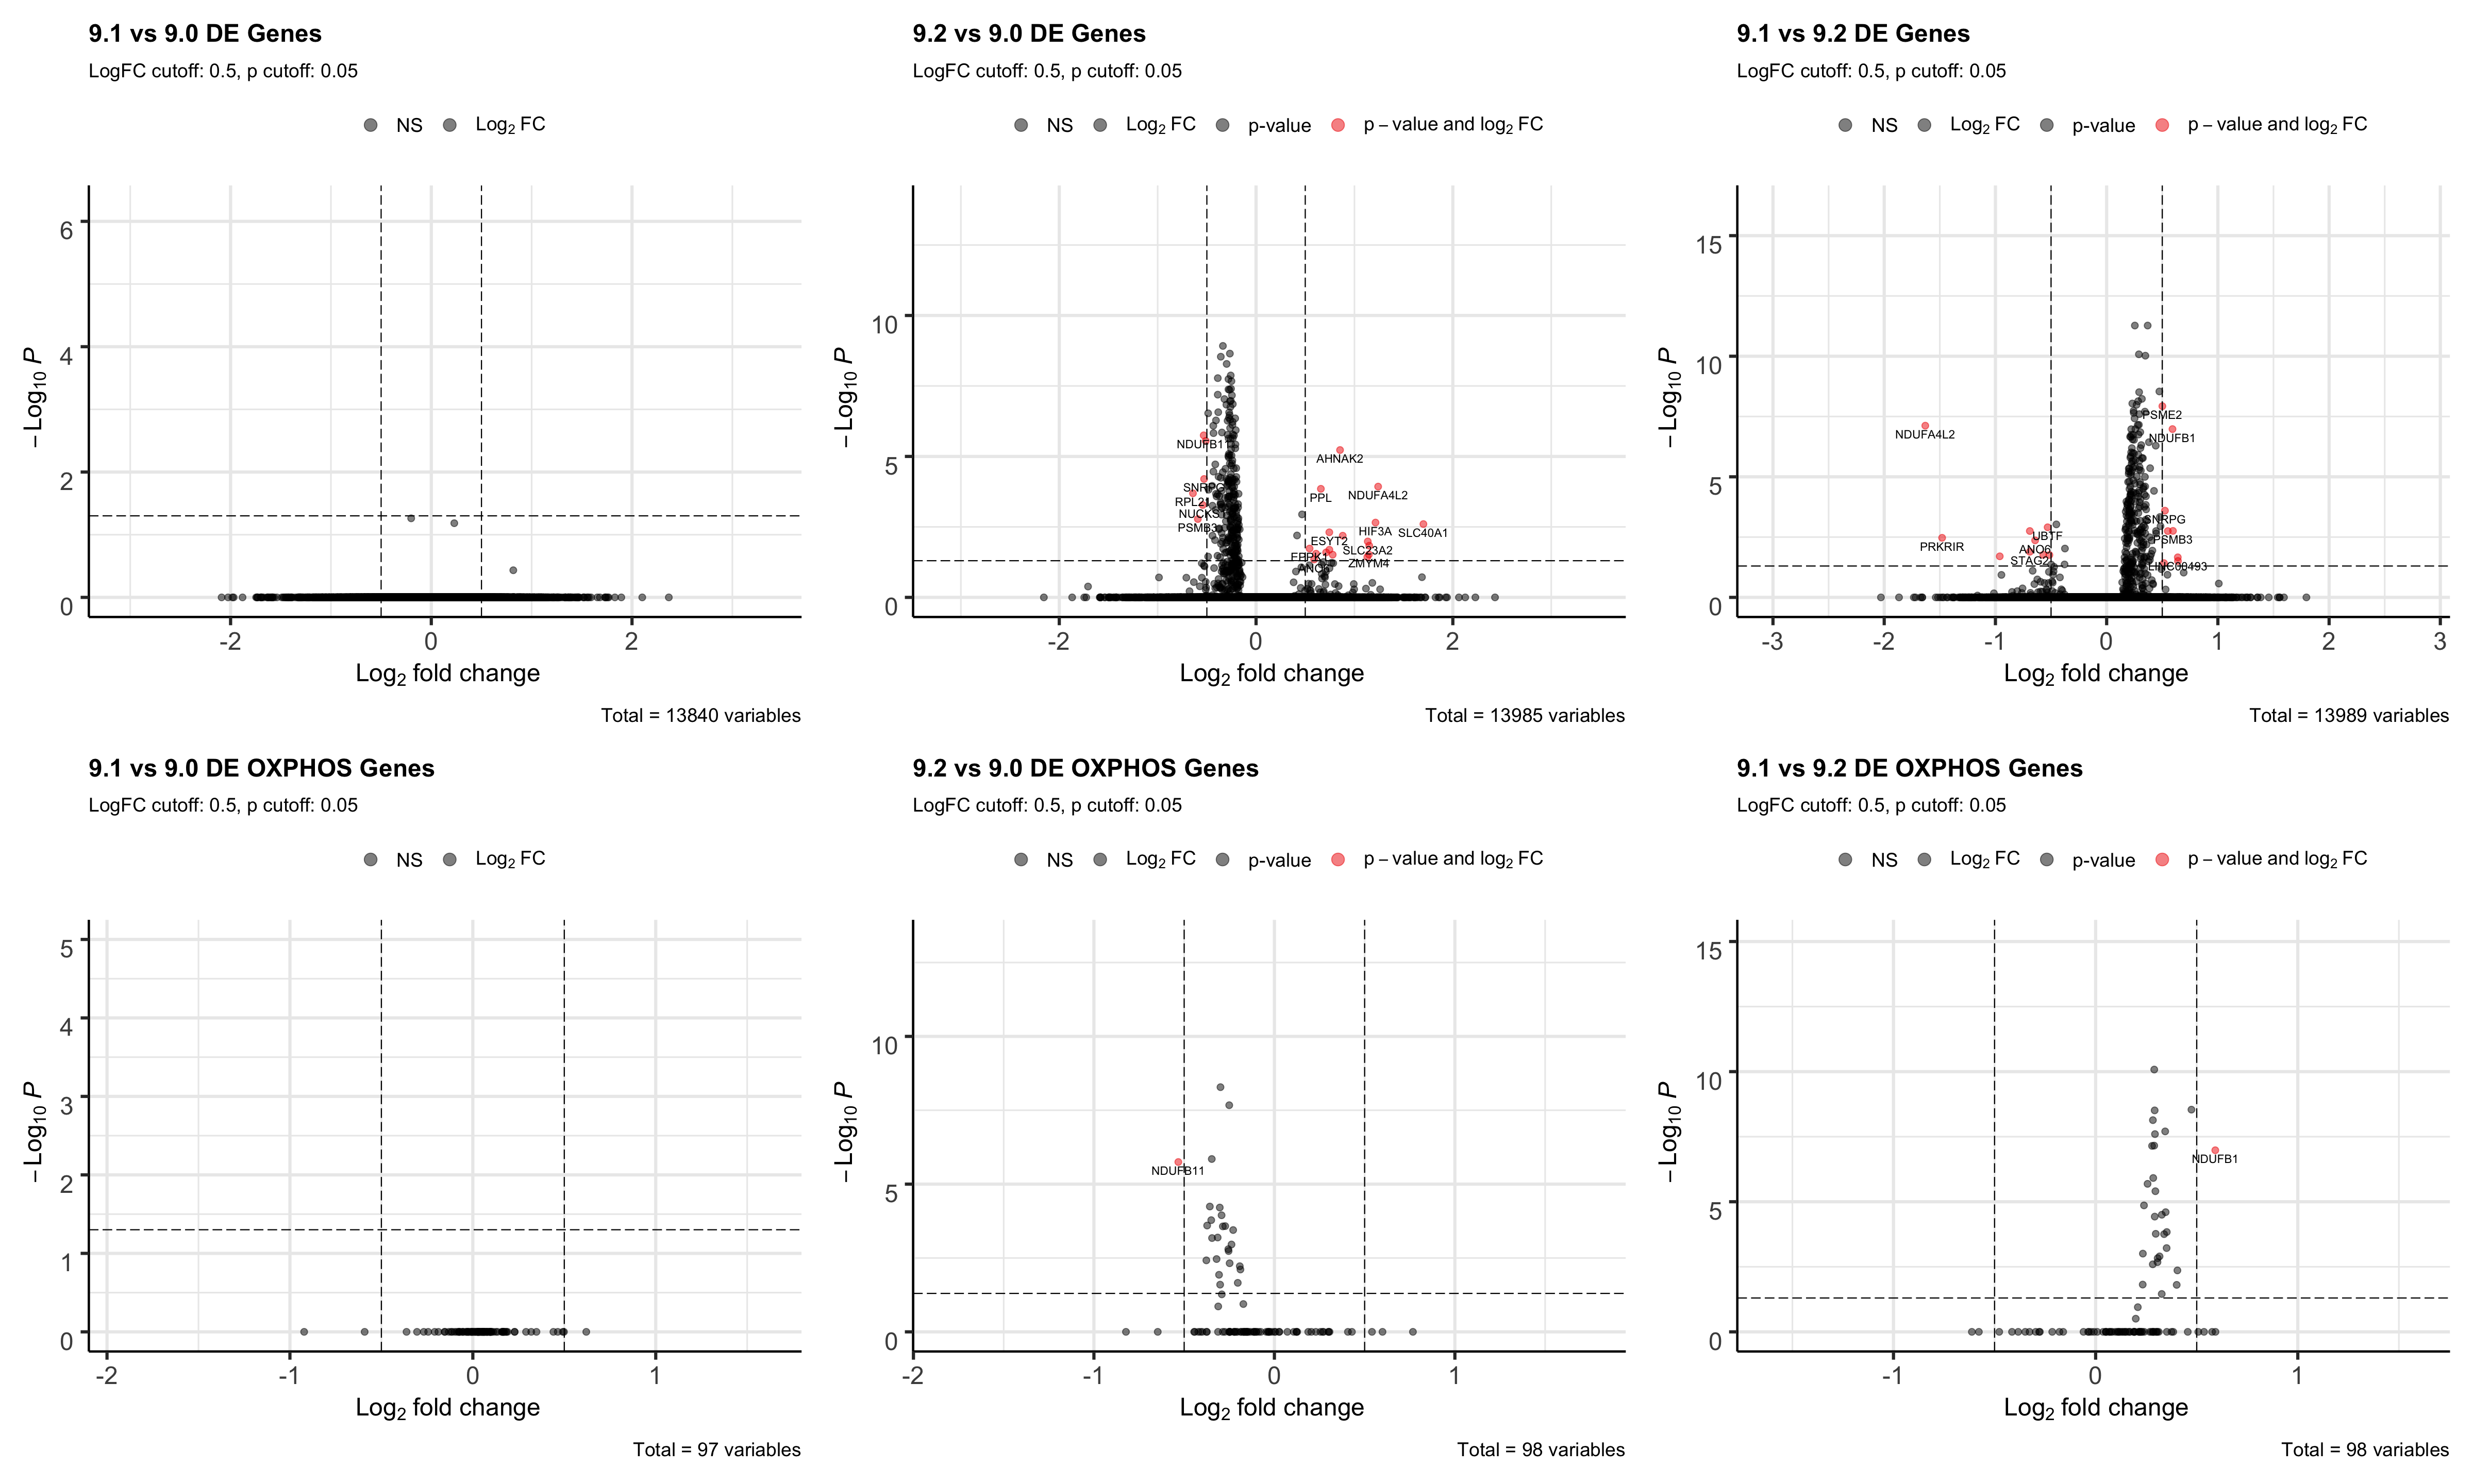 9.1 vs 9.0 DE Genes
LogFC cutoff: 0.5, p cutoff: 0.05
NS Log2 FC
− Log10 P
6
4
2
0
-2 0 2
Log2 fold change
Total = 13840 variables
9.2 vs 9.0 DE Genes
LogFC cutoff: 0.5, p cutoff: 0.05
NS Log2 FC p-value p – value and log2 FC
− Log10 P
10
5
0
NDUFB11
AHNAK2
SNRPG
RPL21
PPL
NDUFA4L2
NUCKS1
PSMB3
HIF3A
SLC40A1
ESYT2
SLC23A2
ZMYM4
-2 0 2
Log2 fold change
Total = 13985 variables
9.1 vs 9.2 DE Genes
LogFC cutoff: 0.5, p cutoff: 0.05
NS Log2 FC p-value p – value and log2 FC
− Log10 P
15
10
5
0
PSME2
NDUFA4L2
NDUFB1
SNRPG
UBTF
PSMB3
PRKRIR
ANO6
STAG2
LINC00493
-3 -2 -1 0 1 2 3
Log2 fold change
Total = 13989 variables
9.1 vs 9.0 DE OXPHOS Genes
LogFC cutoff: 0.5, p cutoff: 0.05
NS Log2 FC
− Log10 P
5
4
3
2
1
0
-2 -1 0 1
Log2 fold change
Total = 97 variables
9.2 vs 9.0 DE OXPHOS Genes
LogFC cutoff: 0.5, p cutoff: 0.05
NS Log2 FC p-value p – value and log2 FC
− Log10 P
10
5
0
NDUFB11
-2 -1 0 1
Log2 fold change
Total = 98 variables
9.1 vs 9.2 DE OXPHOS Genes
LogFC cutoff: 0.5, p cutoff: 0.05
NS Log2 FC p-value p – value and log2 FC
− Log10 P
15
10
5
0
NDUFB1
-1 0 1
Log2 fold change
Total = 98 variables